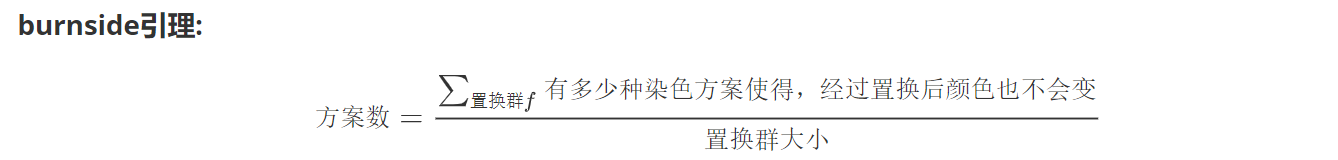 burnside引理:
方案数 = \frac{\sum_{置换群f} 有多少种染色方案使得，经过置换后颜色也不会变}{置换群大小}